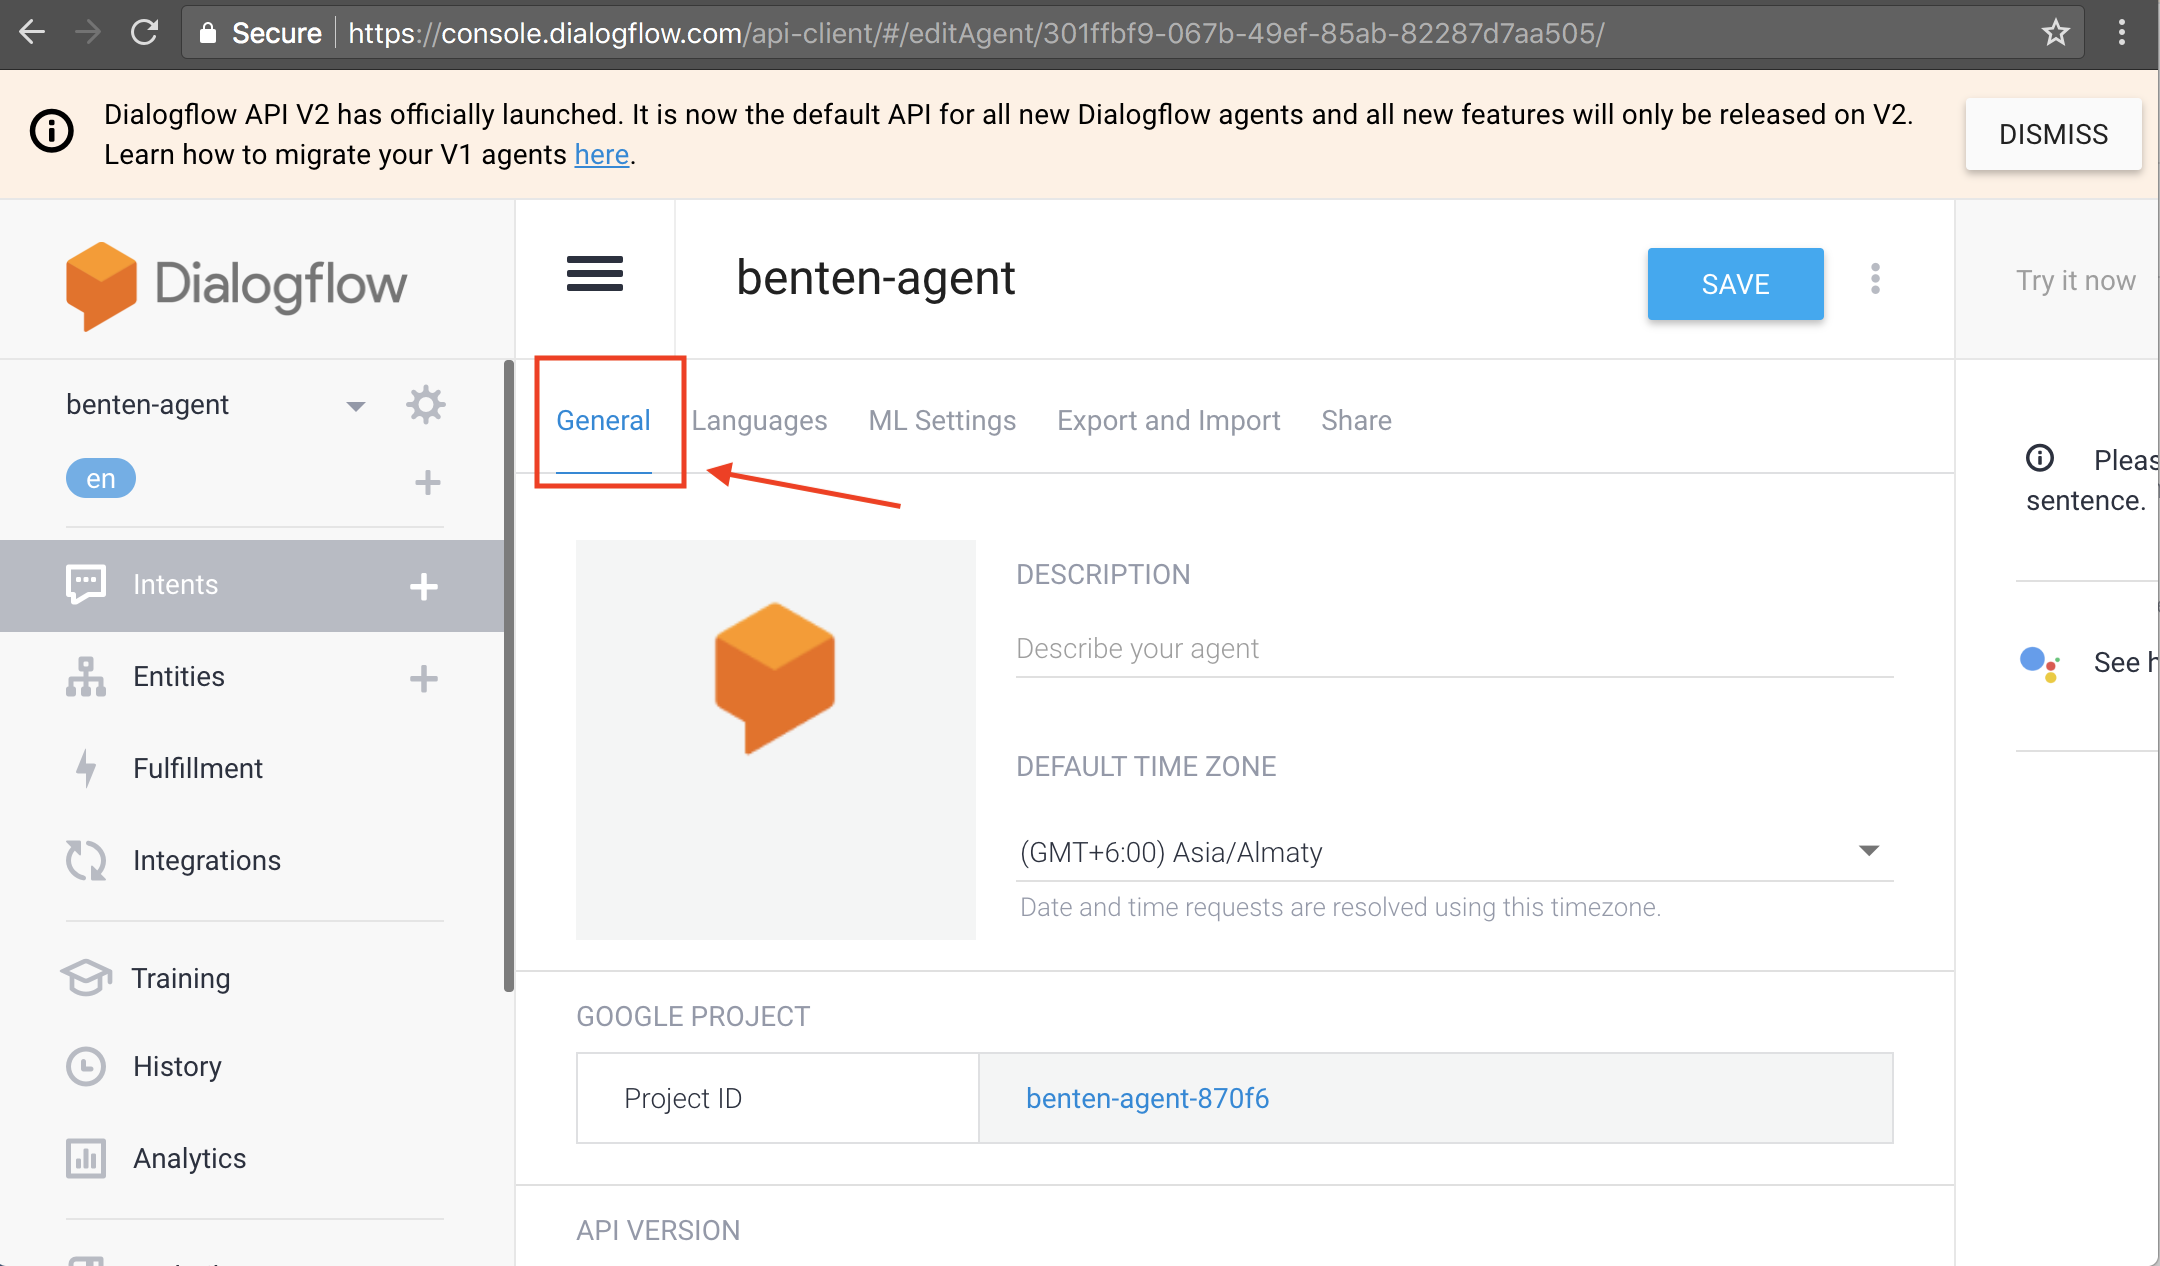 Secure https://console.dialogflow.com/api-client/#/editAgent/301ffbf9-067b-49ef-85ab-82287d7aa505/
Dialogflow API V2 has officially launched. It is now the default API for all new Dialogflow agents and all new features will only be released on V2.
Learn how to migrate your V1 agents here.
DISMISS
Dialogflow
benten-agent
SAVE
Try it now
benten-agent
en
Intents
Entities
Fulfillment
Integrations
Training
History
Analytics
General Languages ML Settings Export and Import Share
DESCRIPTION
Describe your agent
DEFAULT TIME ZONE
(GMT+6:00) Asia/Almaty
Date and time requests are resolved using this timezone.
GOOGLE PROJECT
Project ID benten-agent-870f6
API VERSION
Pleas
sentence.
See h